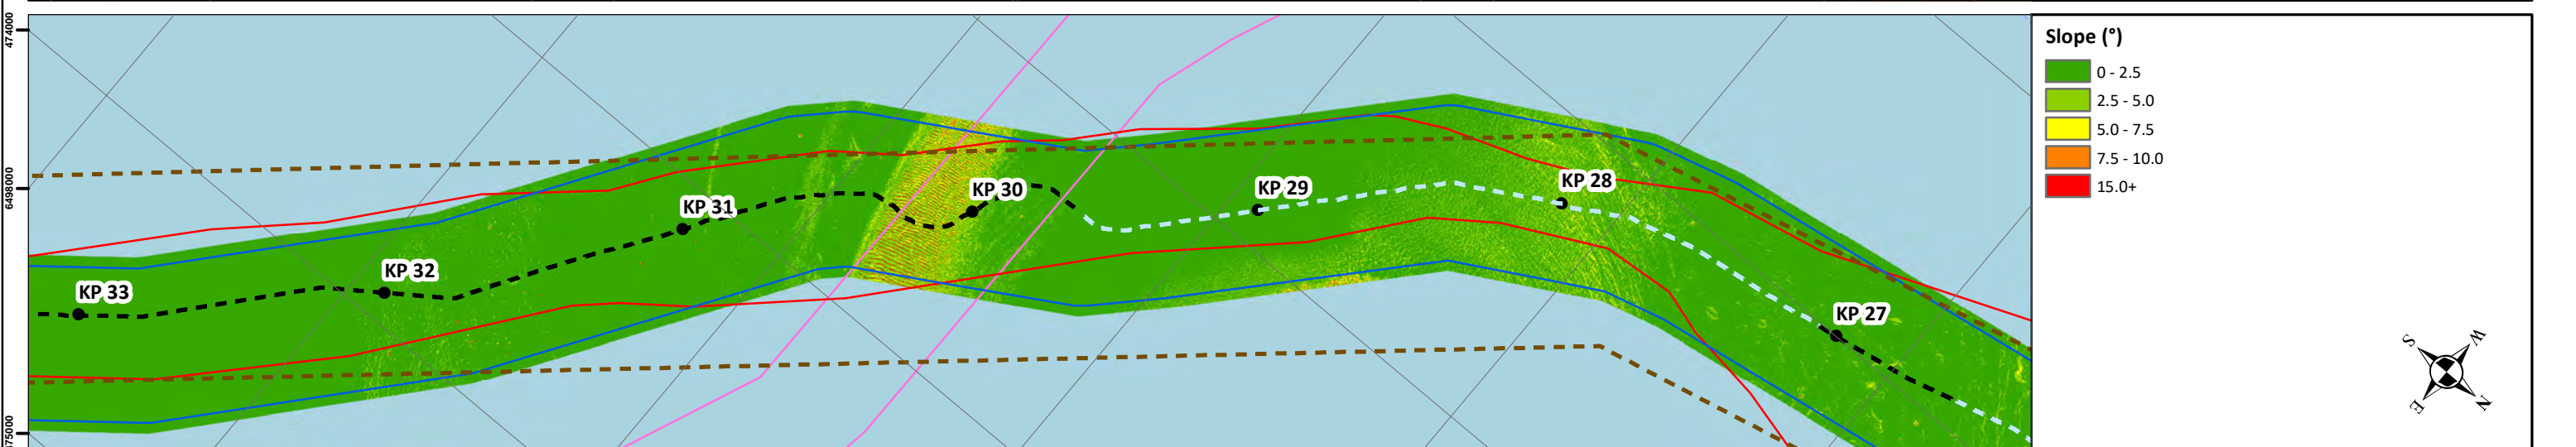 474000
6498000
475000
KP 33
KP 32
KP 31
KP 30
KP 29
KP 28
KP 27
Slope (°)
0 - 2.5
2.5 - 5.0
5.0 - 7.5
7.5 - 10.0
15.0+
S
W
E
N